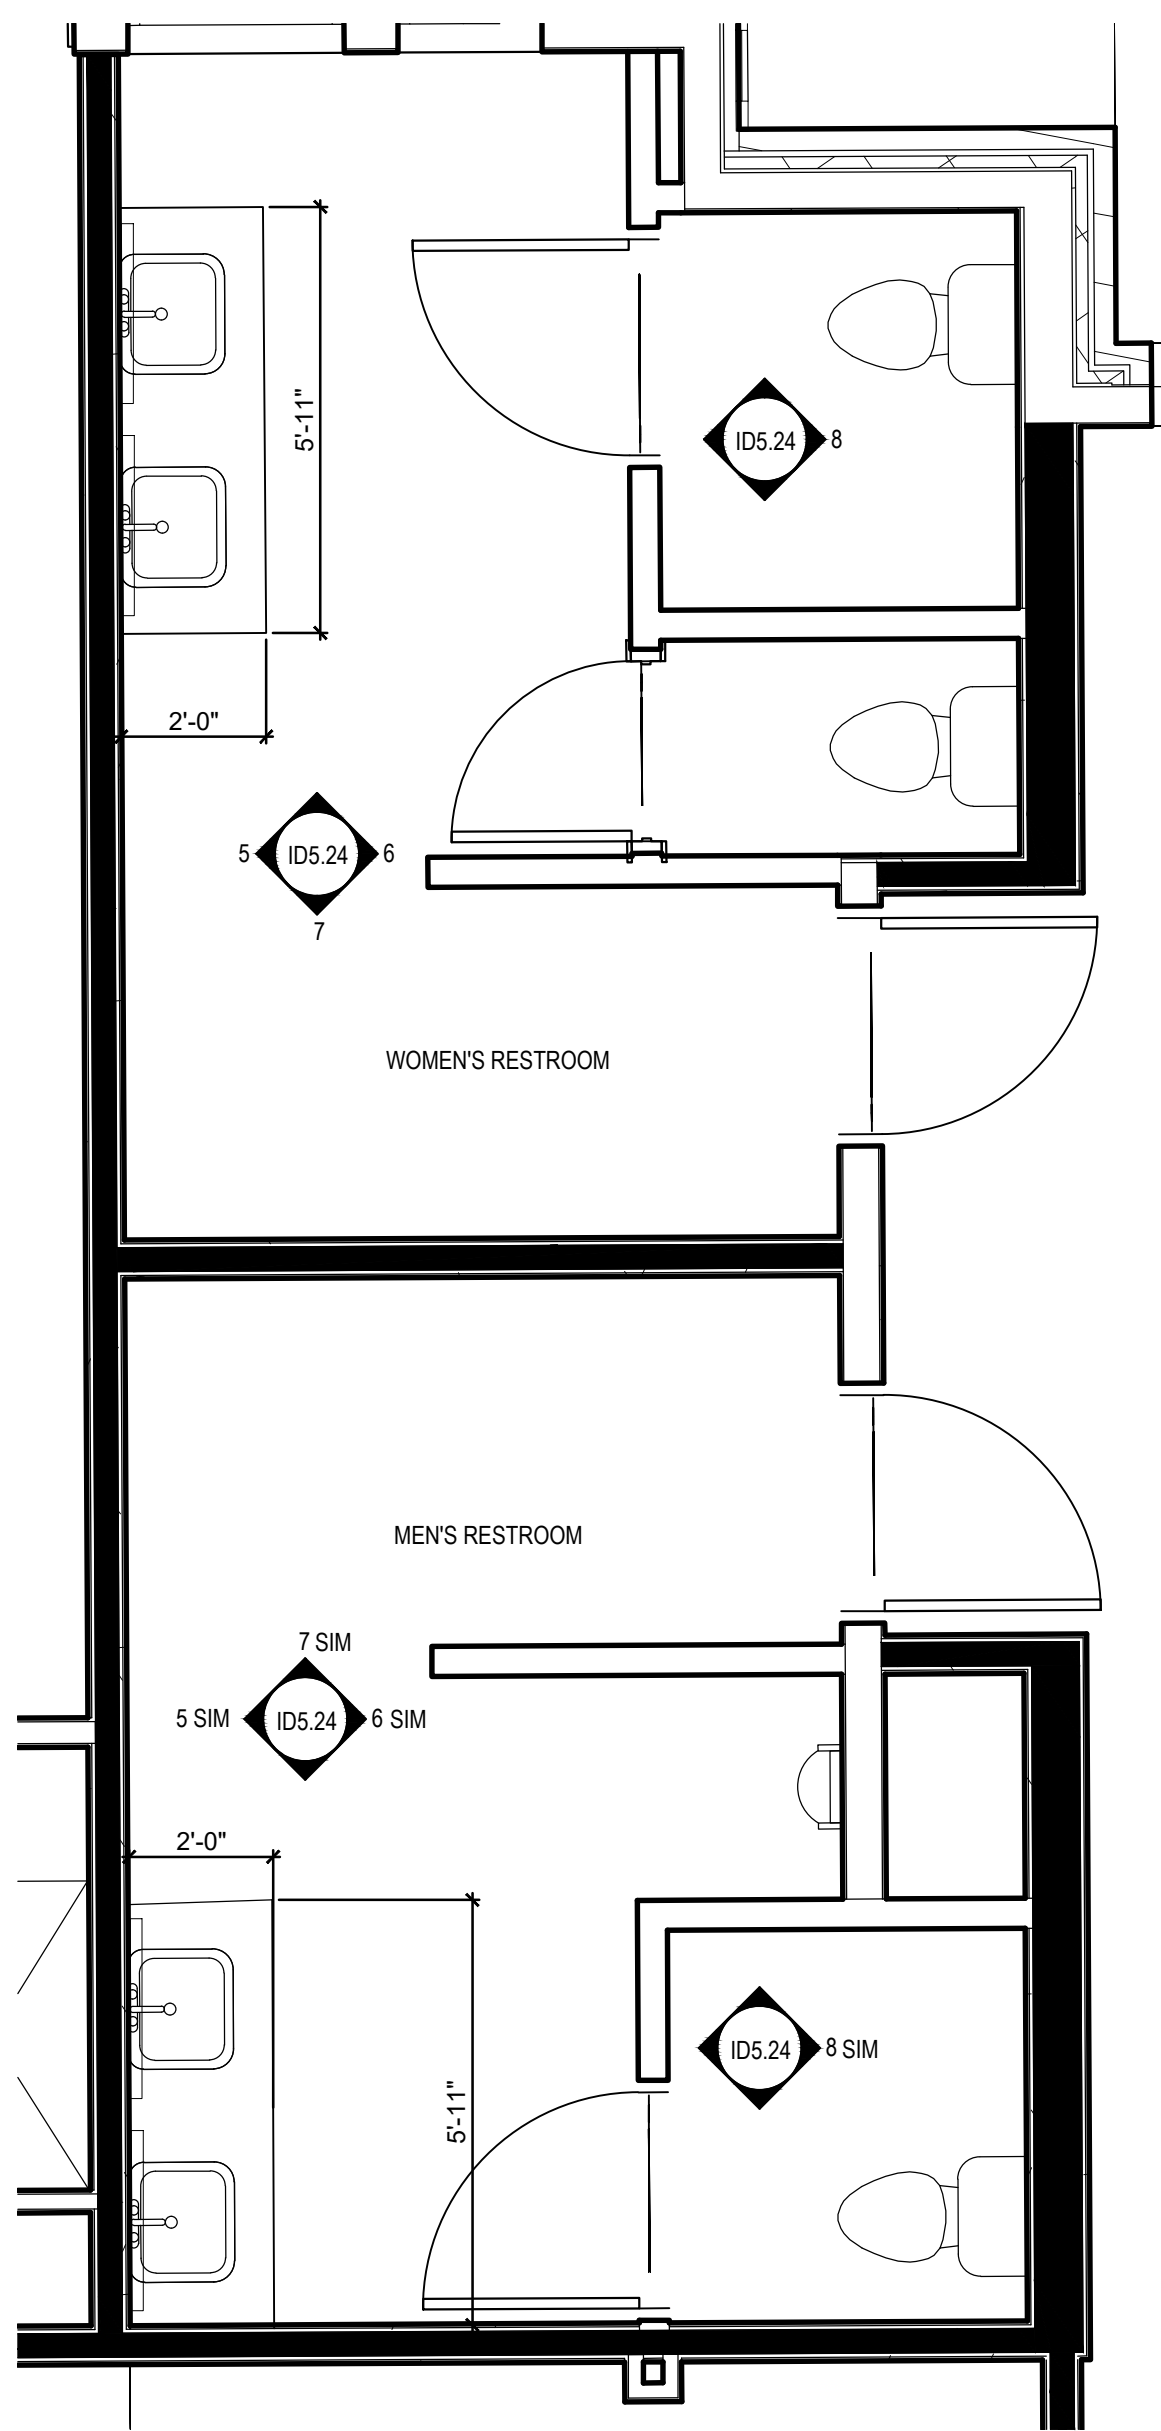 5'-11"
ID5.24 8
2'-0"
5 ID5.24 6
7
WOMEN'S RESTROOM
MEN'S RESTROOM
7 SIM
5 SIM ID5.24 6 SIM
2'-0"
ID5.24 8 SIM
5'-11"